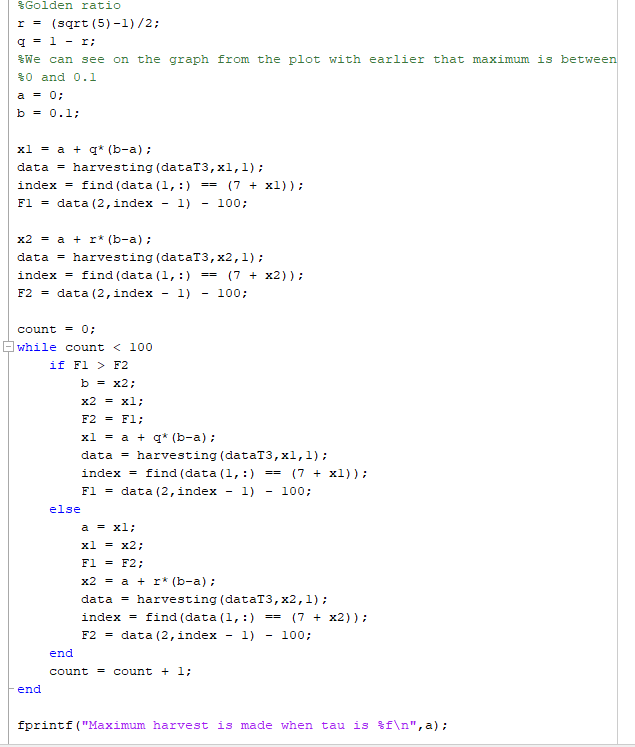 %Golden ratio
r = (sqrt(5)-1)/2;
q = 1 - r;
%We can see on the graph from the plot with earlier that maximum is between
%0 and 0.1
a = 0;
b = 0.1;
x1 = a + q*(b-a);
data = harvesting(dataT3,x1,1);
index = find(data(1,:) == (7 + x1));
F1 = data(2,index - 1) - 100;
x2 = a + r*(b-a);
data = harvesting(dataT3,x2,1);
index = find(data(1,:) == (7 + x2));
F2 = data(2,index - 1) - 100;
count = 0;
while count < 100
if F1 > F2
b = x2;
x2 = x1;
F2 = F1;
x1 = a + q*(b-a);
data = harvesting(dataT3,x1,1);
index = find(data(1,:) == (7 + x1));
F1 = data(2,index - 1) - 100;
else
a = x1;
x1 = x2;
F1 = F2;
x2 = a + r*(b-a);
data = harvesting(dataT3,x2,1);
index = find(data(1,:) == (7 + x2));
F2 = data(2,index - 1) - 100;
end
count = count + 1;
end
fprintf("Maximum harvest is made when tau is %f\n",a);